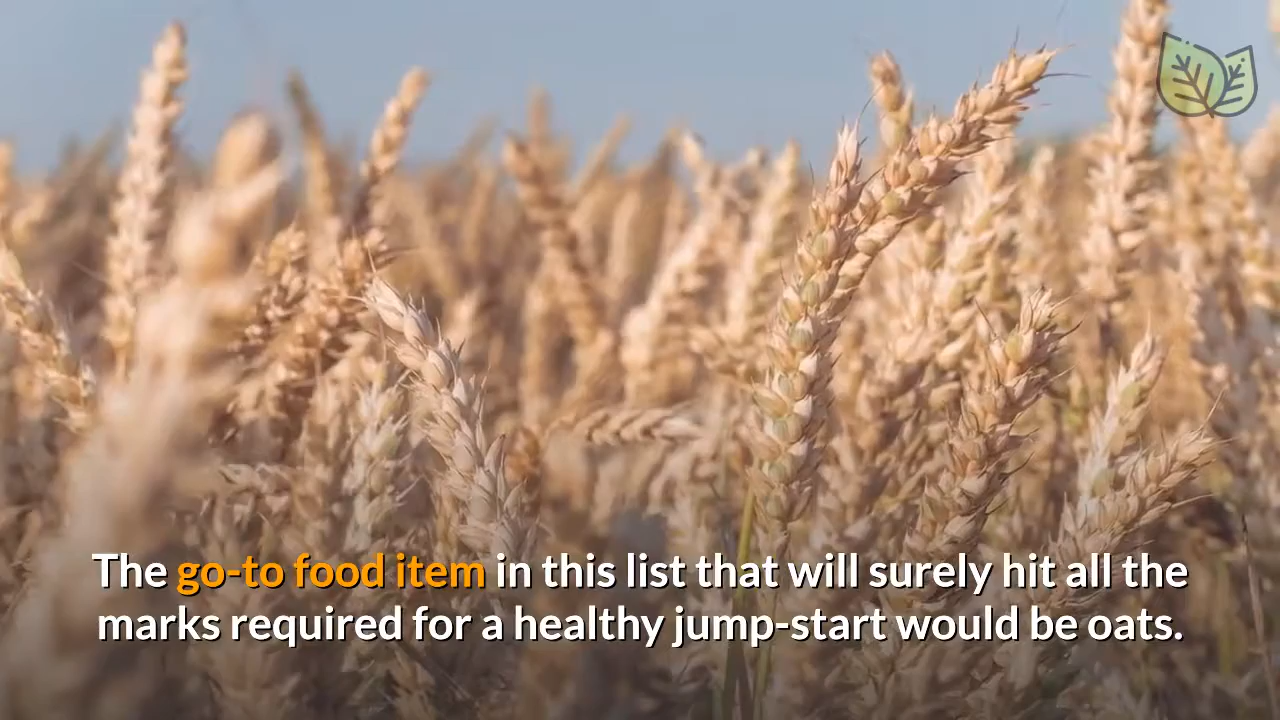 The go-to food item in this list that will surely hit all the
marks required for a healthy jump-start would be oats.